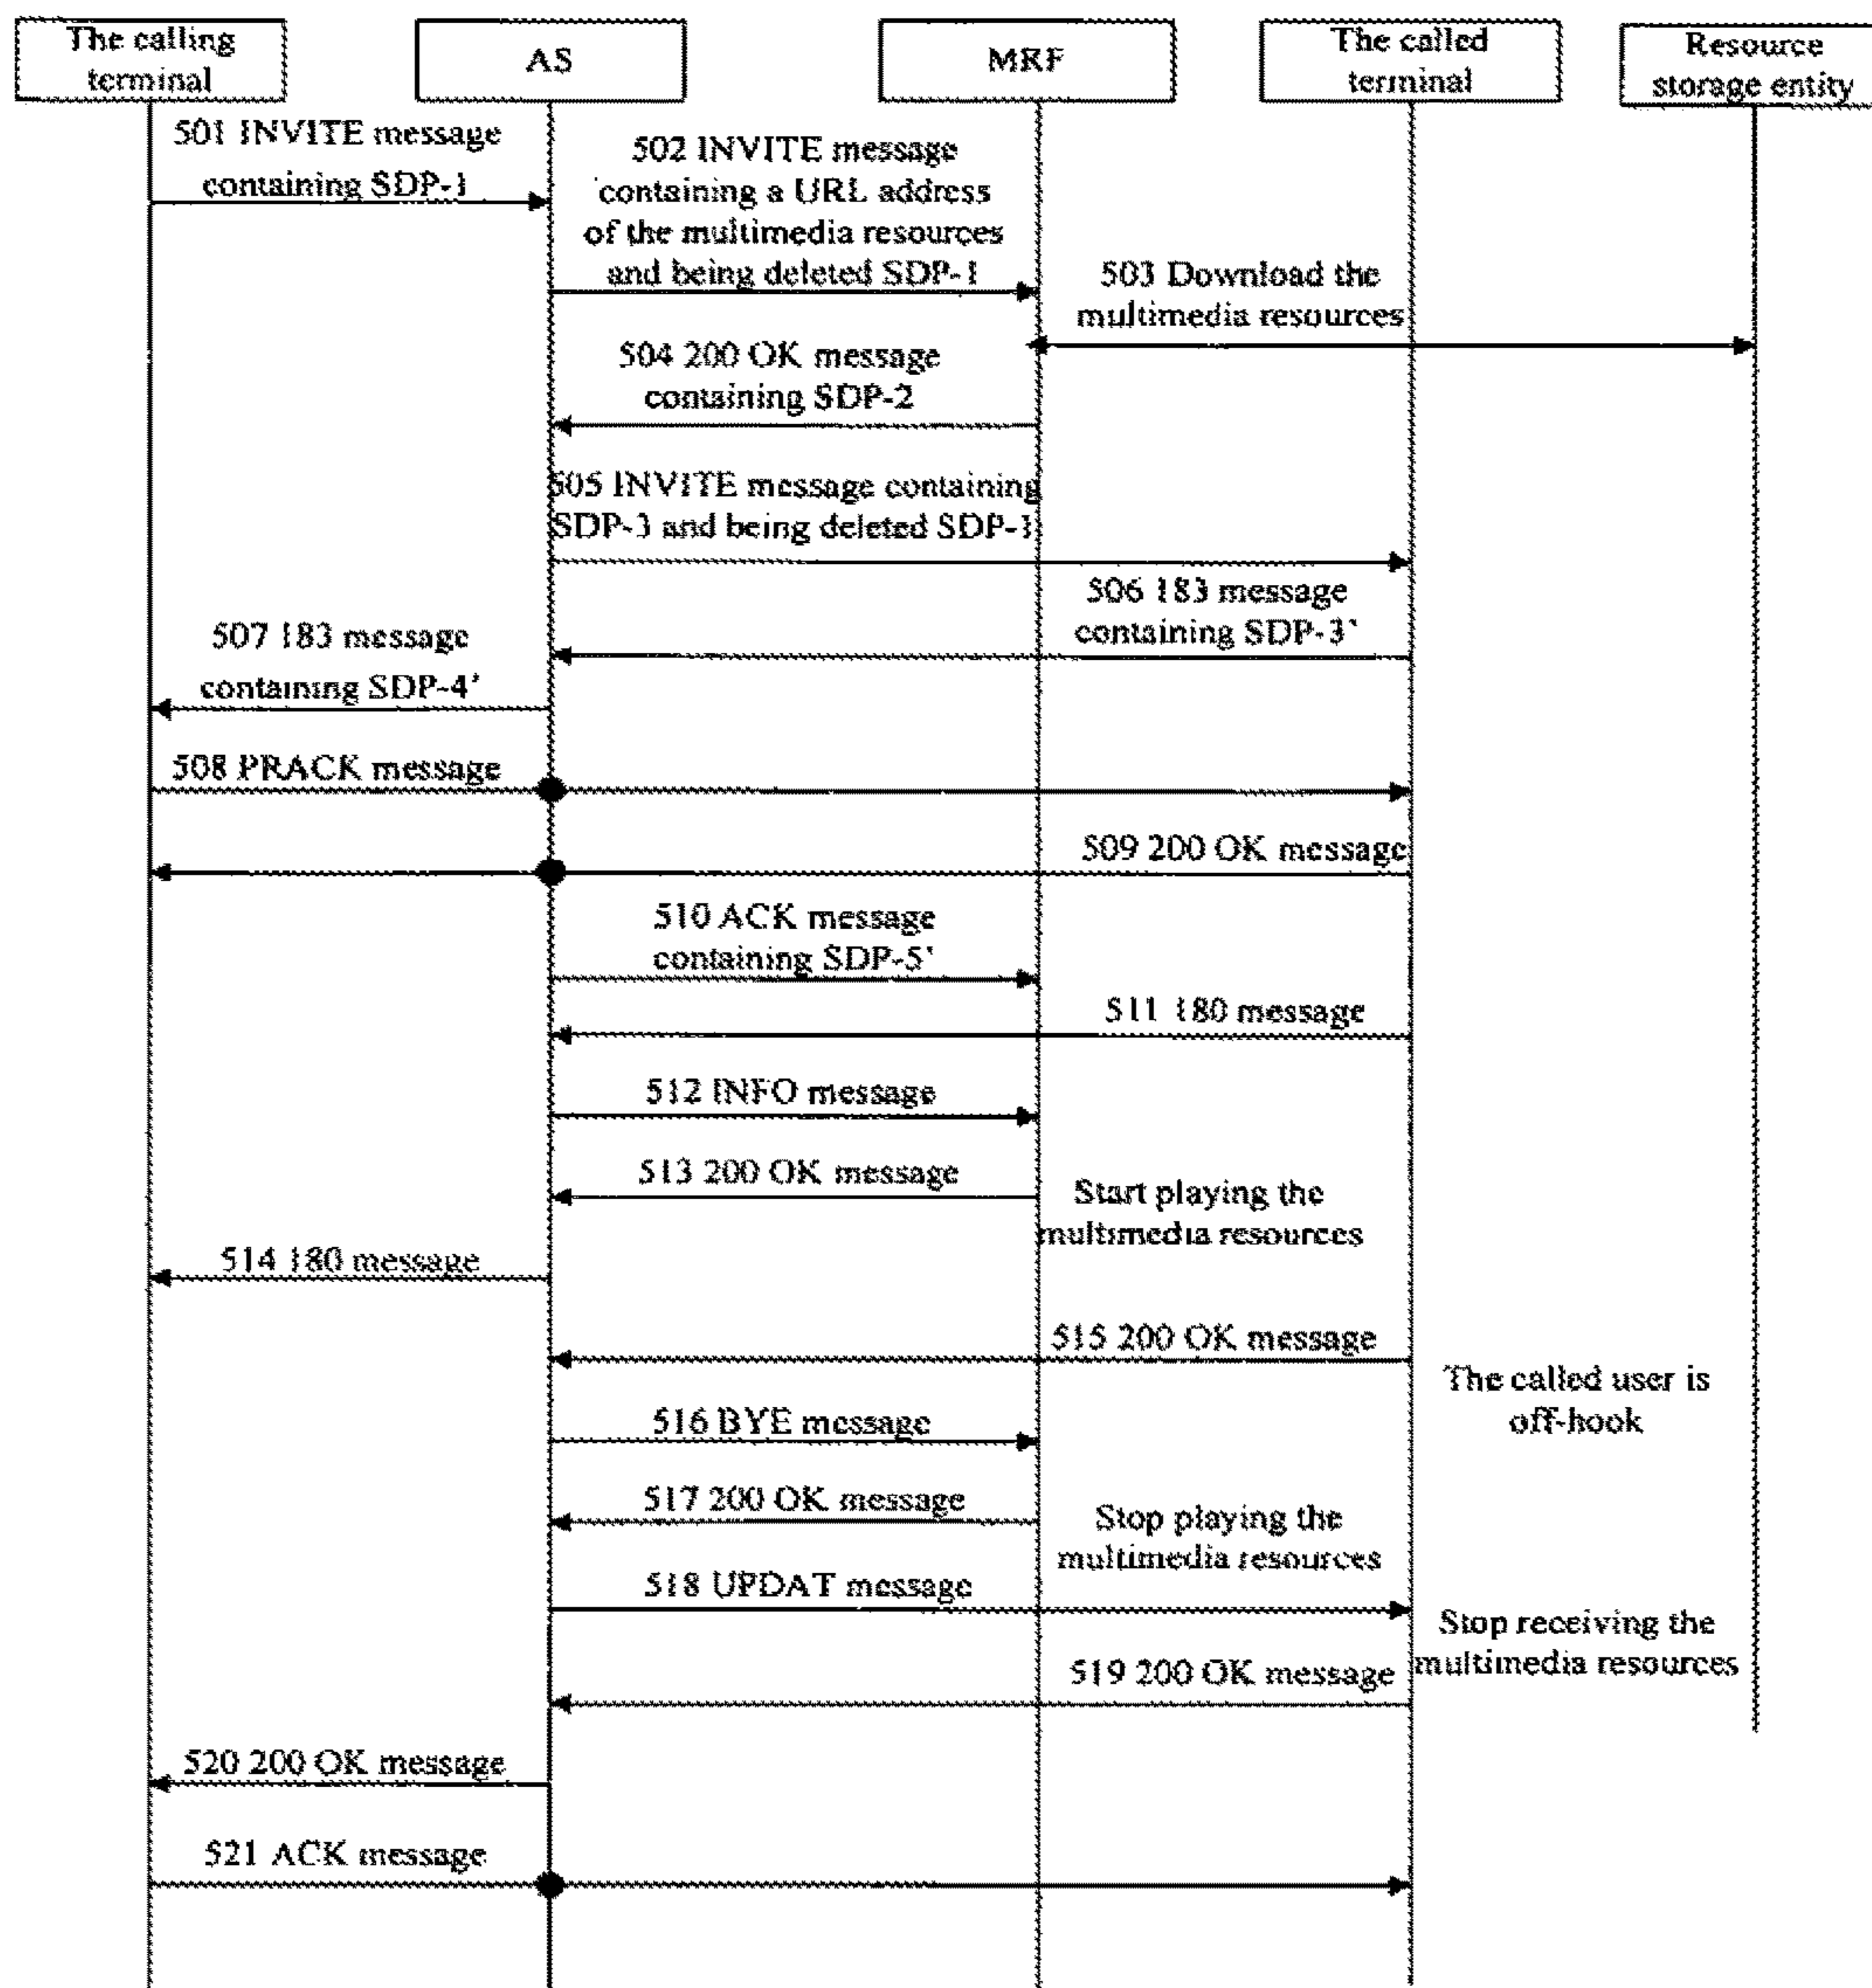 The calling
terminal
AS
MRF
The called
terminal
Resource
storage entity
501 INVITE message
containing SDP-1
502 INVITE message
containing a URL address
of the multimedia resources
and being deleted SDP-1
503 Download the
multimedia resources
504 200 OK message
containing SDP-2
505 INVITE message containing
SDP-3 and being deleted SDP-1
506 183 message
containing SDP-3'
507 183 message
containing SDP-4'
508 PRACK message
509 200 OK message
510 ACK message
containing SDP-5'
511 180 message
512 INFO message
513 200 OK message
Start playing the
multimedia resources
514 180 message
515 200 OK message
The called user is
off-hook
516 BYE message
517 200 OK message
Stop playing the
multimedia resources
518 UPDAT message
Stop receiving the
multimedia resources
519 200 OK message
520 200 OK message
521 ACK message